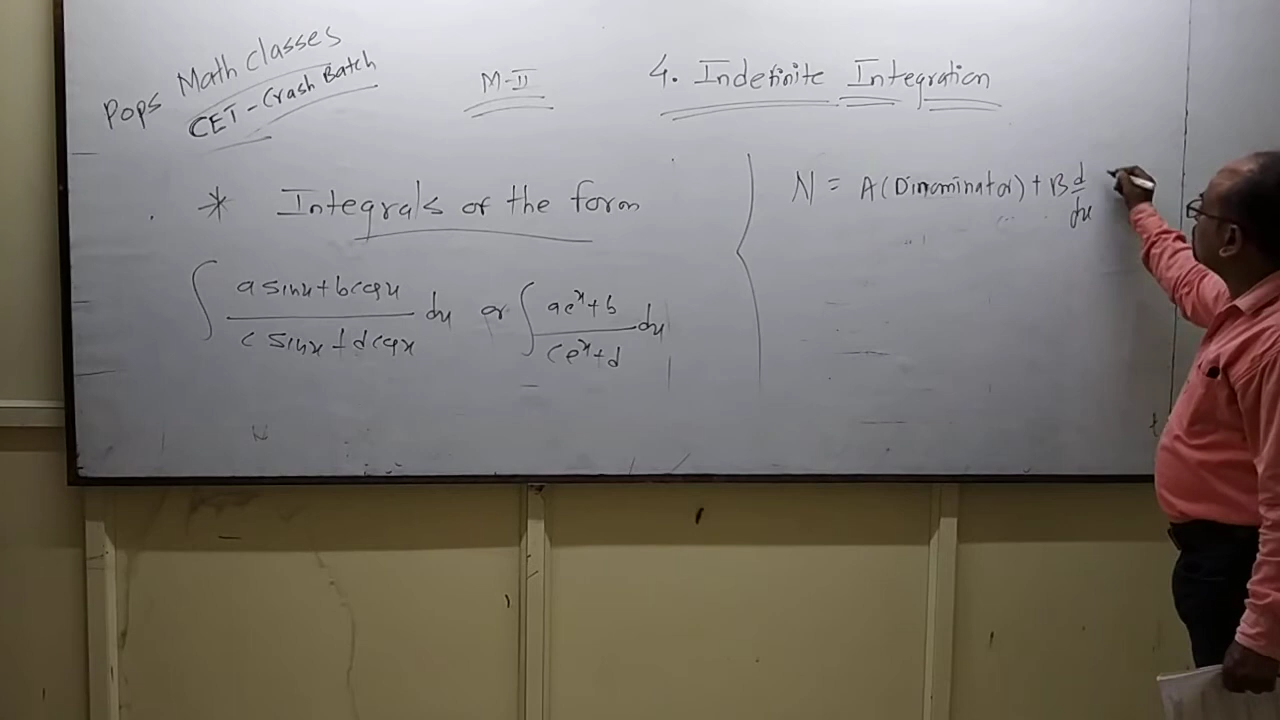 Pops Math Classes
CET - Crash Batch
M-II
4. Indefinite Integration
* Integrals of the form
∫ (a sinx + b cosx)/(c sinx + d cosx) dx or ∫ (ae^x + b)/(ce^x + d) dx
N = A(Dinominator) + B d/dx
N